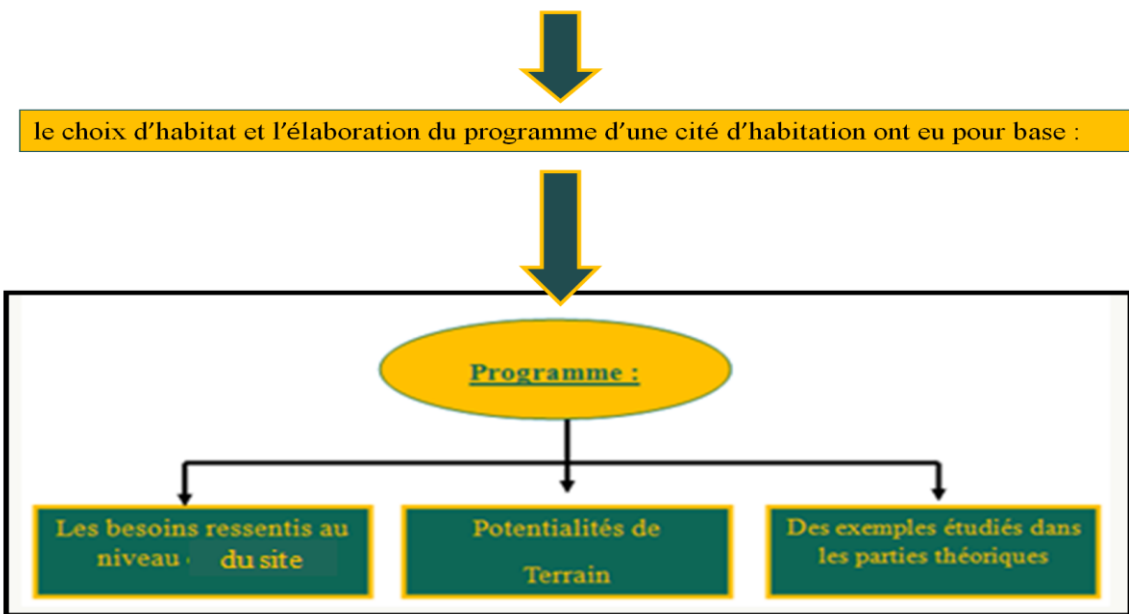 le choix d'habitat et l'élaboration du programme d'une cité d'habitation ont eu pour base :
Programme :
Les besoins ressentis au
niveau du site
Potentialités de
Terrain
Des exemples étudiés dans
les parties théoriques